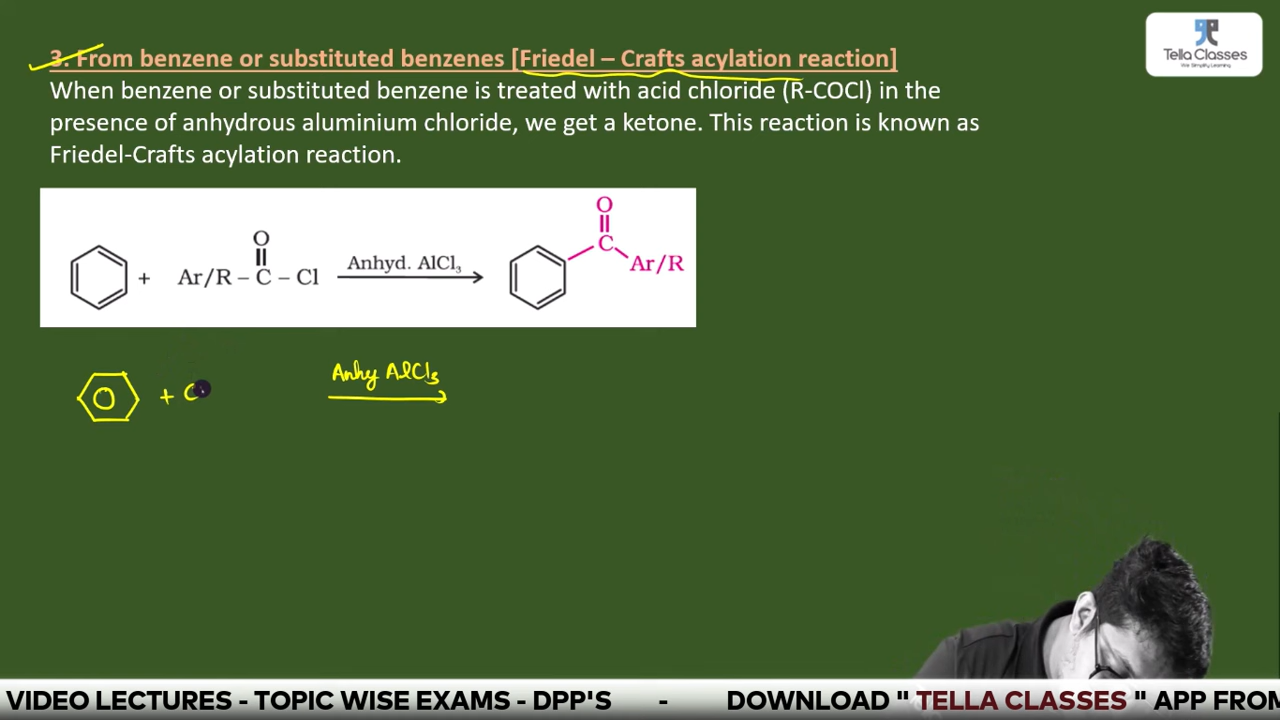 3. From benzene or substituted benzenes [Friedel – Crafts acylation reaction]
Tella Classes
We Simplify Learning
When benzene or substituted benzene is treated with acid chloride (R-COCl) in the
presence of anhydrous aluminium chloride, we get a ketone. This reaction is known as
Friedel-Crafts acylation reaction.
O
O
C
+ Ar/R – C – Cl
Anhyd. AlCl₃
Ar/R
Anhy AlCl₃
+ C
VIDEO LECTURES - TOPIC WISE EXAMS - DPP'S - DOWNLOAD " TELLA CLASSES " APP FROM